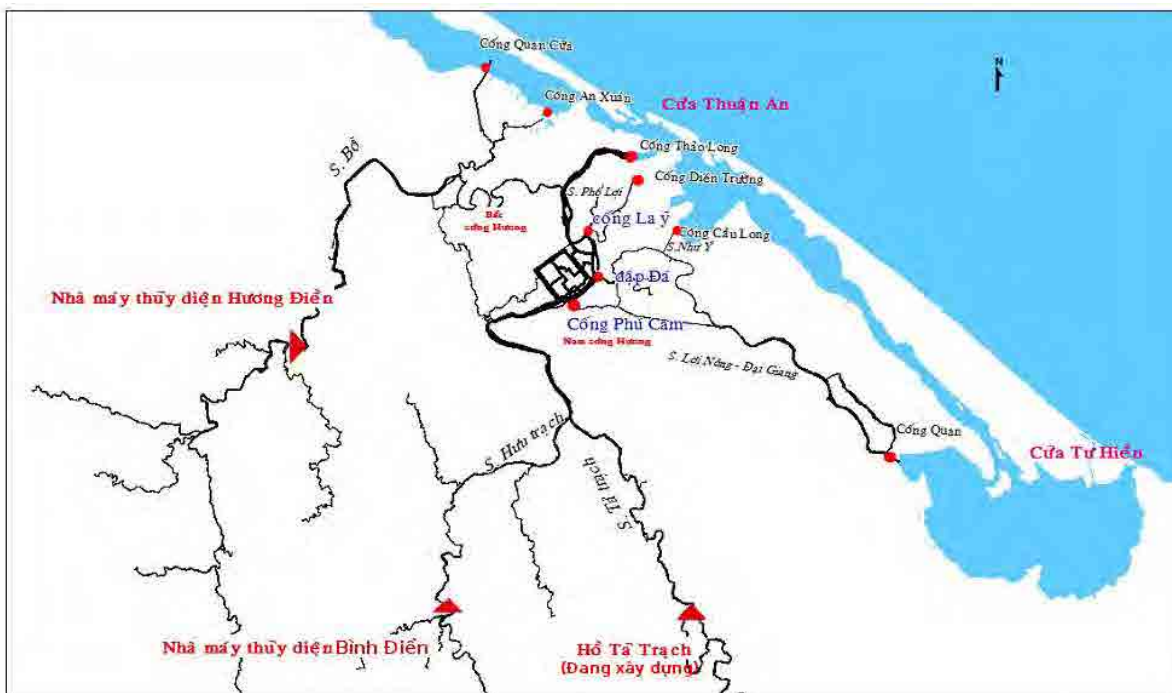 Cống Quan Cửa
N
Cống An Xuân
Cửa Thuận An
Cống Thảo Long
S. Bồ
Cống Diên Trường
S. Phổ Lợi
Bắc
sông Hương
cống La ỷ
Cống Cầu Long
S.Như Ý
đập Đá
Nhà máy thủy điện Hương Điền
Cống Phú Cam
Nam sông Hương
S. Lợi Nông - Đại Giang
Cống Quan
S. Hưu trạch
Cửa Tư Hiền
S. Tả trạch
Nhà máy thủy điện Bình Điền
Hồ Tả Trạch
(Đang xây dựng)